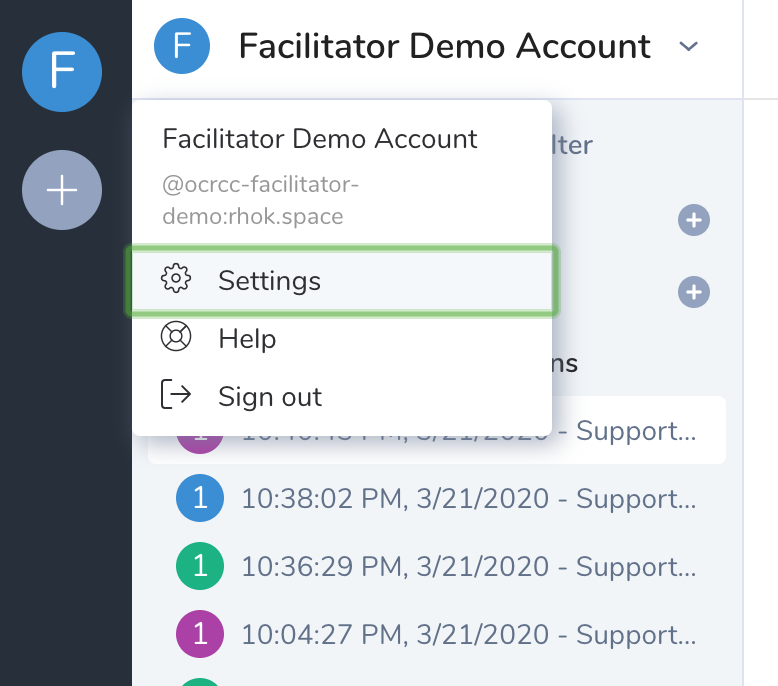 F
F Facilitator Demo Account
Facilitator Demo Account
@ocrcc-facilitator-
demo:rhok.space
Settings
Help
Sign out
lter
ns
- Support...
1 10:38:02 PM, 3/21/2020 - Support...
1 10:36:29 PM, 3/21/2020 - Support...
1 10:04:27 PM, 3/21/2020 - Support...